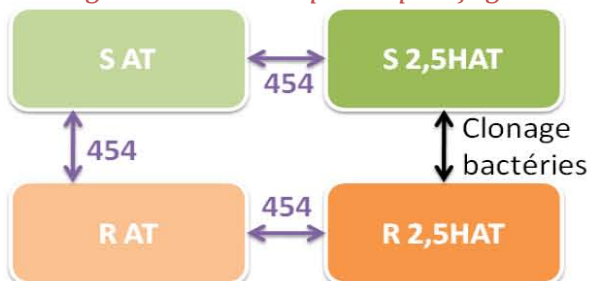 S AT
S 2,5HAT
454
454
Clonage
bactéries
454
R AT
R 2,5HAT